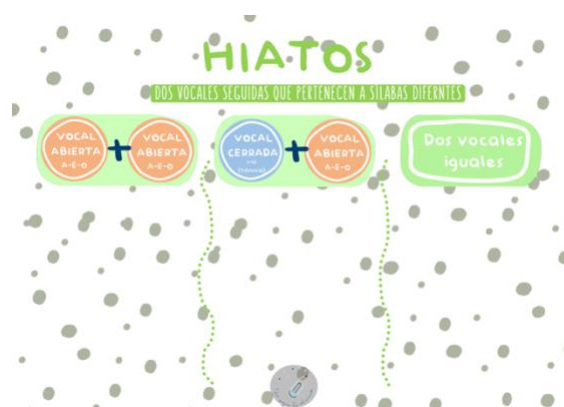 HIATOS
DOS VOCALES SEGUIDAS QUE PERTENECEN A SILABAS DIFERNTES
VOCAL
ABIERTA
A-E-O
+
VOCAL
ABIERTA
A-E-O
VOCAL
CERRADA
+
VOCAL
ABIERTA
A-E-O
Dos vocales
iguales